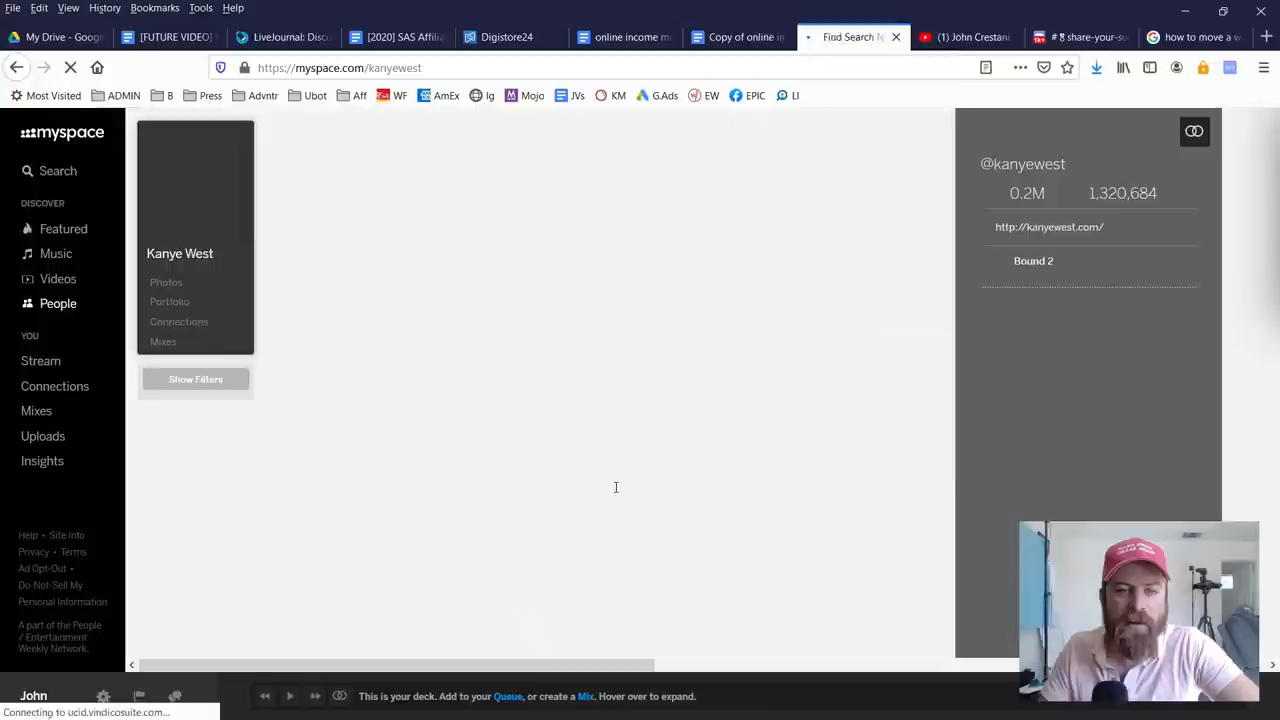 File Edit View History Bookmarks Tools Help
My Drive - Googl
[FUTURE VIDEO]
LiveJournal: Discu
[2020] SAS Affilia
Digistore24
online income m
Copy of online in
Find Search N
(1) John Crestani
# 8 share-your-su
how to move a w
https://myspace.com/kanyewest
Most Visited ADMIN B Press Advntr Ubot Aff WF AmEx Ig Mojo JVs KM G.Ads EW EPIC LI
myspace
Search
DISCOVER
Featured
Music
Videos
People
YOU
Stream
Connections
Mixes
Uploads
Insights
Help • Site Info
Privacy • Terms
Ad Opt-Out •
Do-Not-Sell My
Personal Information
A part of the People
/ Entertainment
Weekly Network.
Kanye West
Photos
Portfolio
Connections
Mixes
Show Filters
@kanyewest
0.2M 1,320,684
http://kanyewest.com/
Bound 2
John
This is your deck. Add to your Queue, or create a Mix. Hover over to expand.
Connecting to ucid.vindicosuite.com...